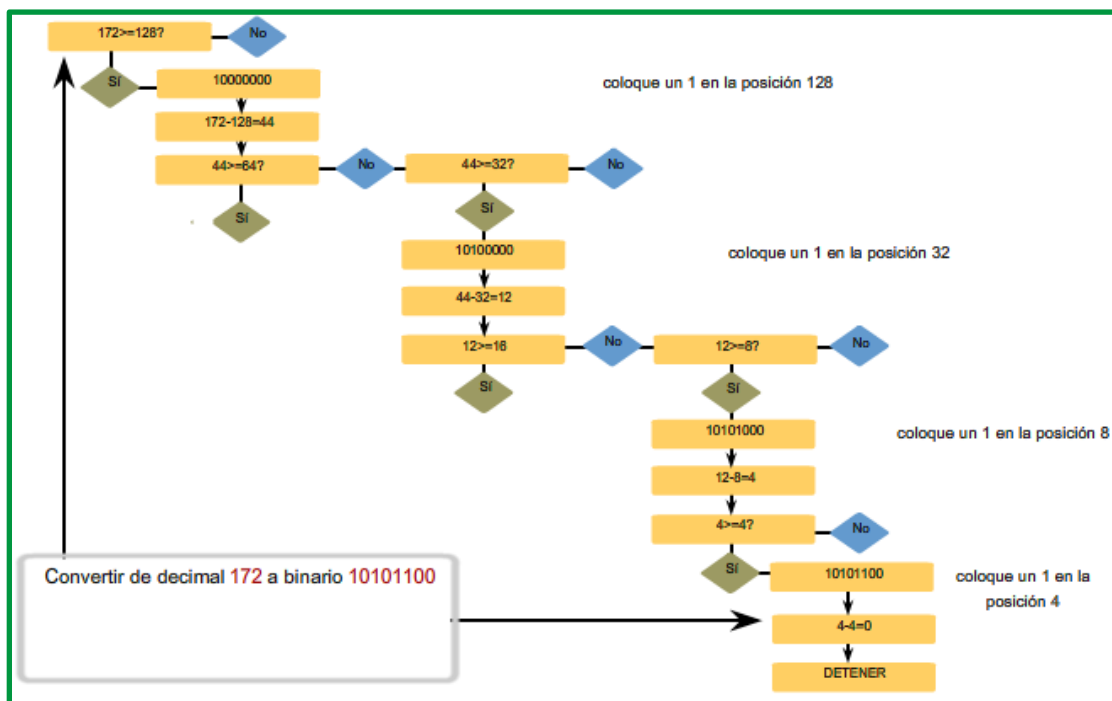 172>=128?
No
Sí
10000000
coloque un 1 en la posición 128
172-128=44
44>=64?
No
44>=32?
No
Sí
Sí
10100000
coloque un 1 en la posición 32
44-32=12
12>=16
No
12>=8?
No
Sí
Sí
10101000
coloque un 1 en la posición 8
12-8=4
4>=4?
No
Sí
10101100
coloque un 1 en la
posición 4
Convertir de decimal 172 a binario 10101100
4-4=0
DETENER